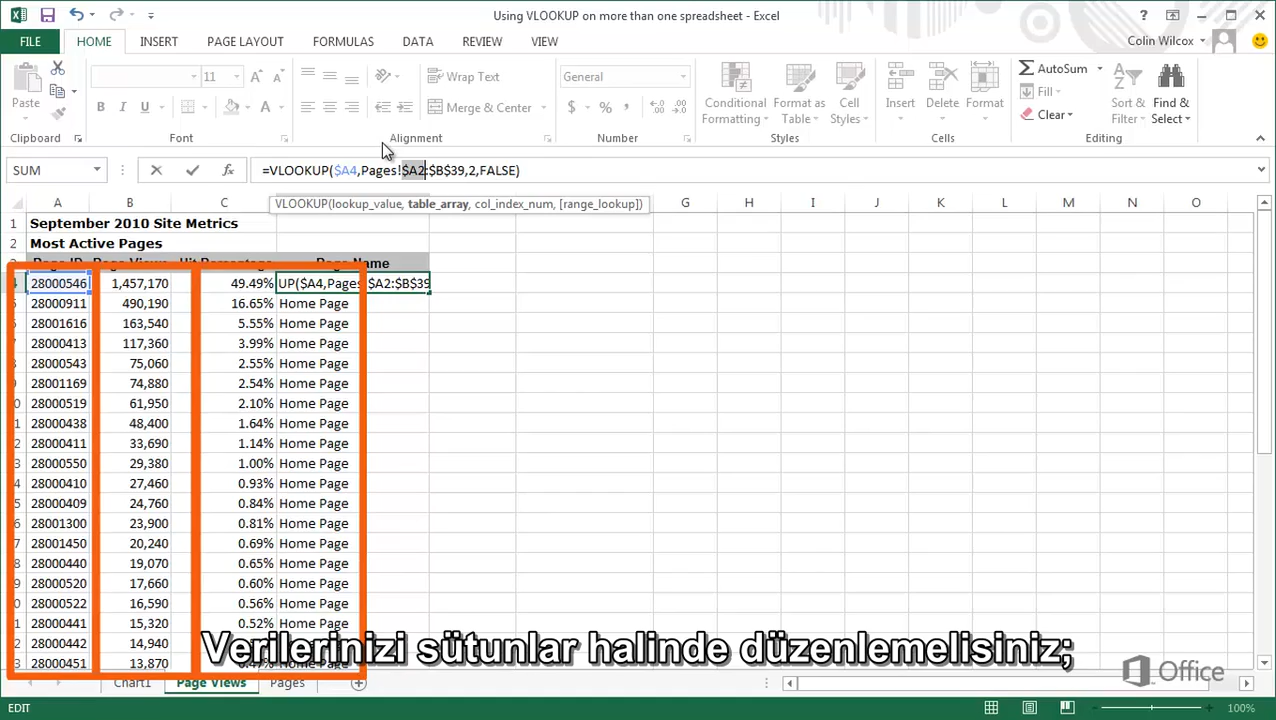 Using VLOOKUP on more than one spreadsheet - Excel
FILE HOME INSERT PAGE LAYOUT FORMULAS DATA REVIEW VIEW Colin Wilcox
Paste 11 A A Wrap Text General Conditional Formatting Format as Table Cell Styles Insert Delete Format AutoSum Fill Clear Sort & Filter Find & Select
B I U A Merge & Center $ % ,
Clipboard Font Alignment Number Styles Cells Editing
SUM fx =VLOOKUP($A4,Pages!$A2:$B$39,2,FALSE)
VLOOKUP(lookup_value, table_array, col_index_num, [range_lookup])
A B C G H I J K L M N O
1 September 2010 Site Metrics
2 Most Active Pages
3 Page ID Page Views Hit Percentage Page Name
4 28000546 1,457,170 49.49% UP($A4,Pages!$A2:$B$39
28000911 490,190 16.65% Home Page
28001616 163,540 5.55% Home Page
28000413 117,360 3.99% Home Page
28000543 75,060 2.55% Home Page
28001169 74,880 2.54% Home Page
28000519 61,950 2.10% Home Page
28000438 48,400 1.64% Home Page
28000411 33,690 1.14% Home Page
28000550 29,380 1.00% Home Page
28000410 27,460 0.93% Home Page
28000409 24,760 0.84% Home Page
28001300 23,900 0.81% Home Page
28001450 20,240 0.69% Home Page
28000440 19,070 0.65% Home Page
28000520 17,660 0.60% Home Page
28000522 16,590 0.56% Home Page
28000441 15,320 0.52% Home Page
28000442 14,940
28000451 13,870 0.47%
Verilerinizi sütunlar halinde düzenlemelisiniz;
Office
Chart1 Page Views Pages
EDIT 100%